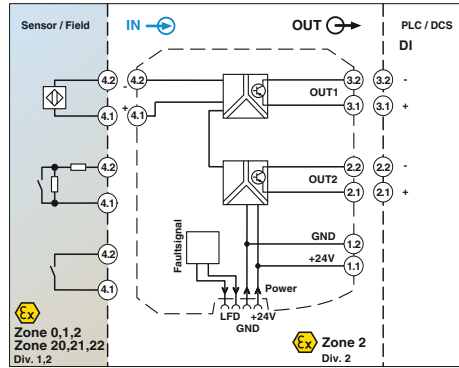 Sensor / Field
IN
OUT
PLC / DCS
DI
4.2
-
4.2
3.2
3.2
-
OUT1
4.1
+
4.1
3.1
3.1
+
4.2
2.2
2.2
-
OUT2
4.1
2.1
2.1
+
4.2
GND
1.2
Faultsignal
+24V
1.1
4.1
Power
LFD
+24V
GND
Ex
Zone 0,1,2
Zone 20,21,22
Div. 1,2
Ex
Zone 2
Div. 2